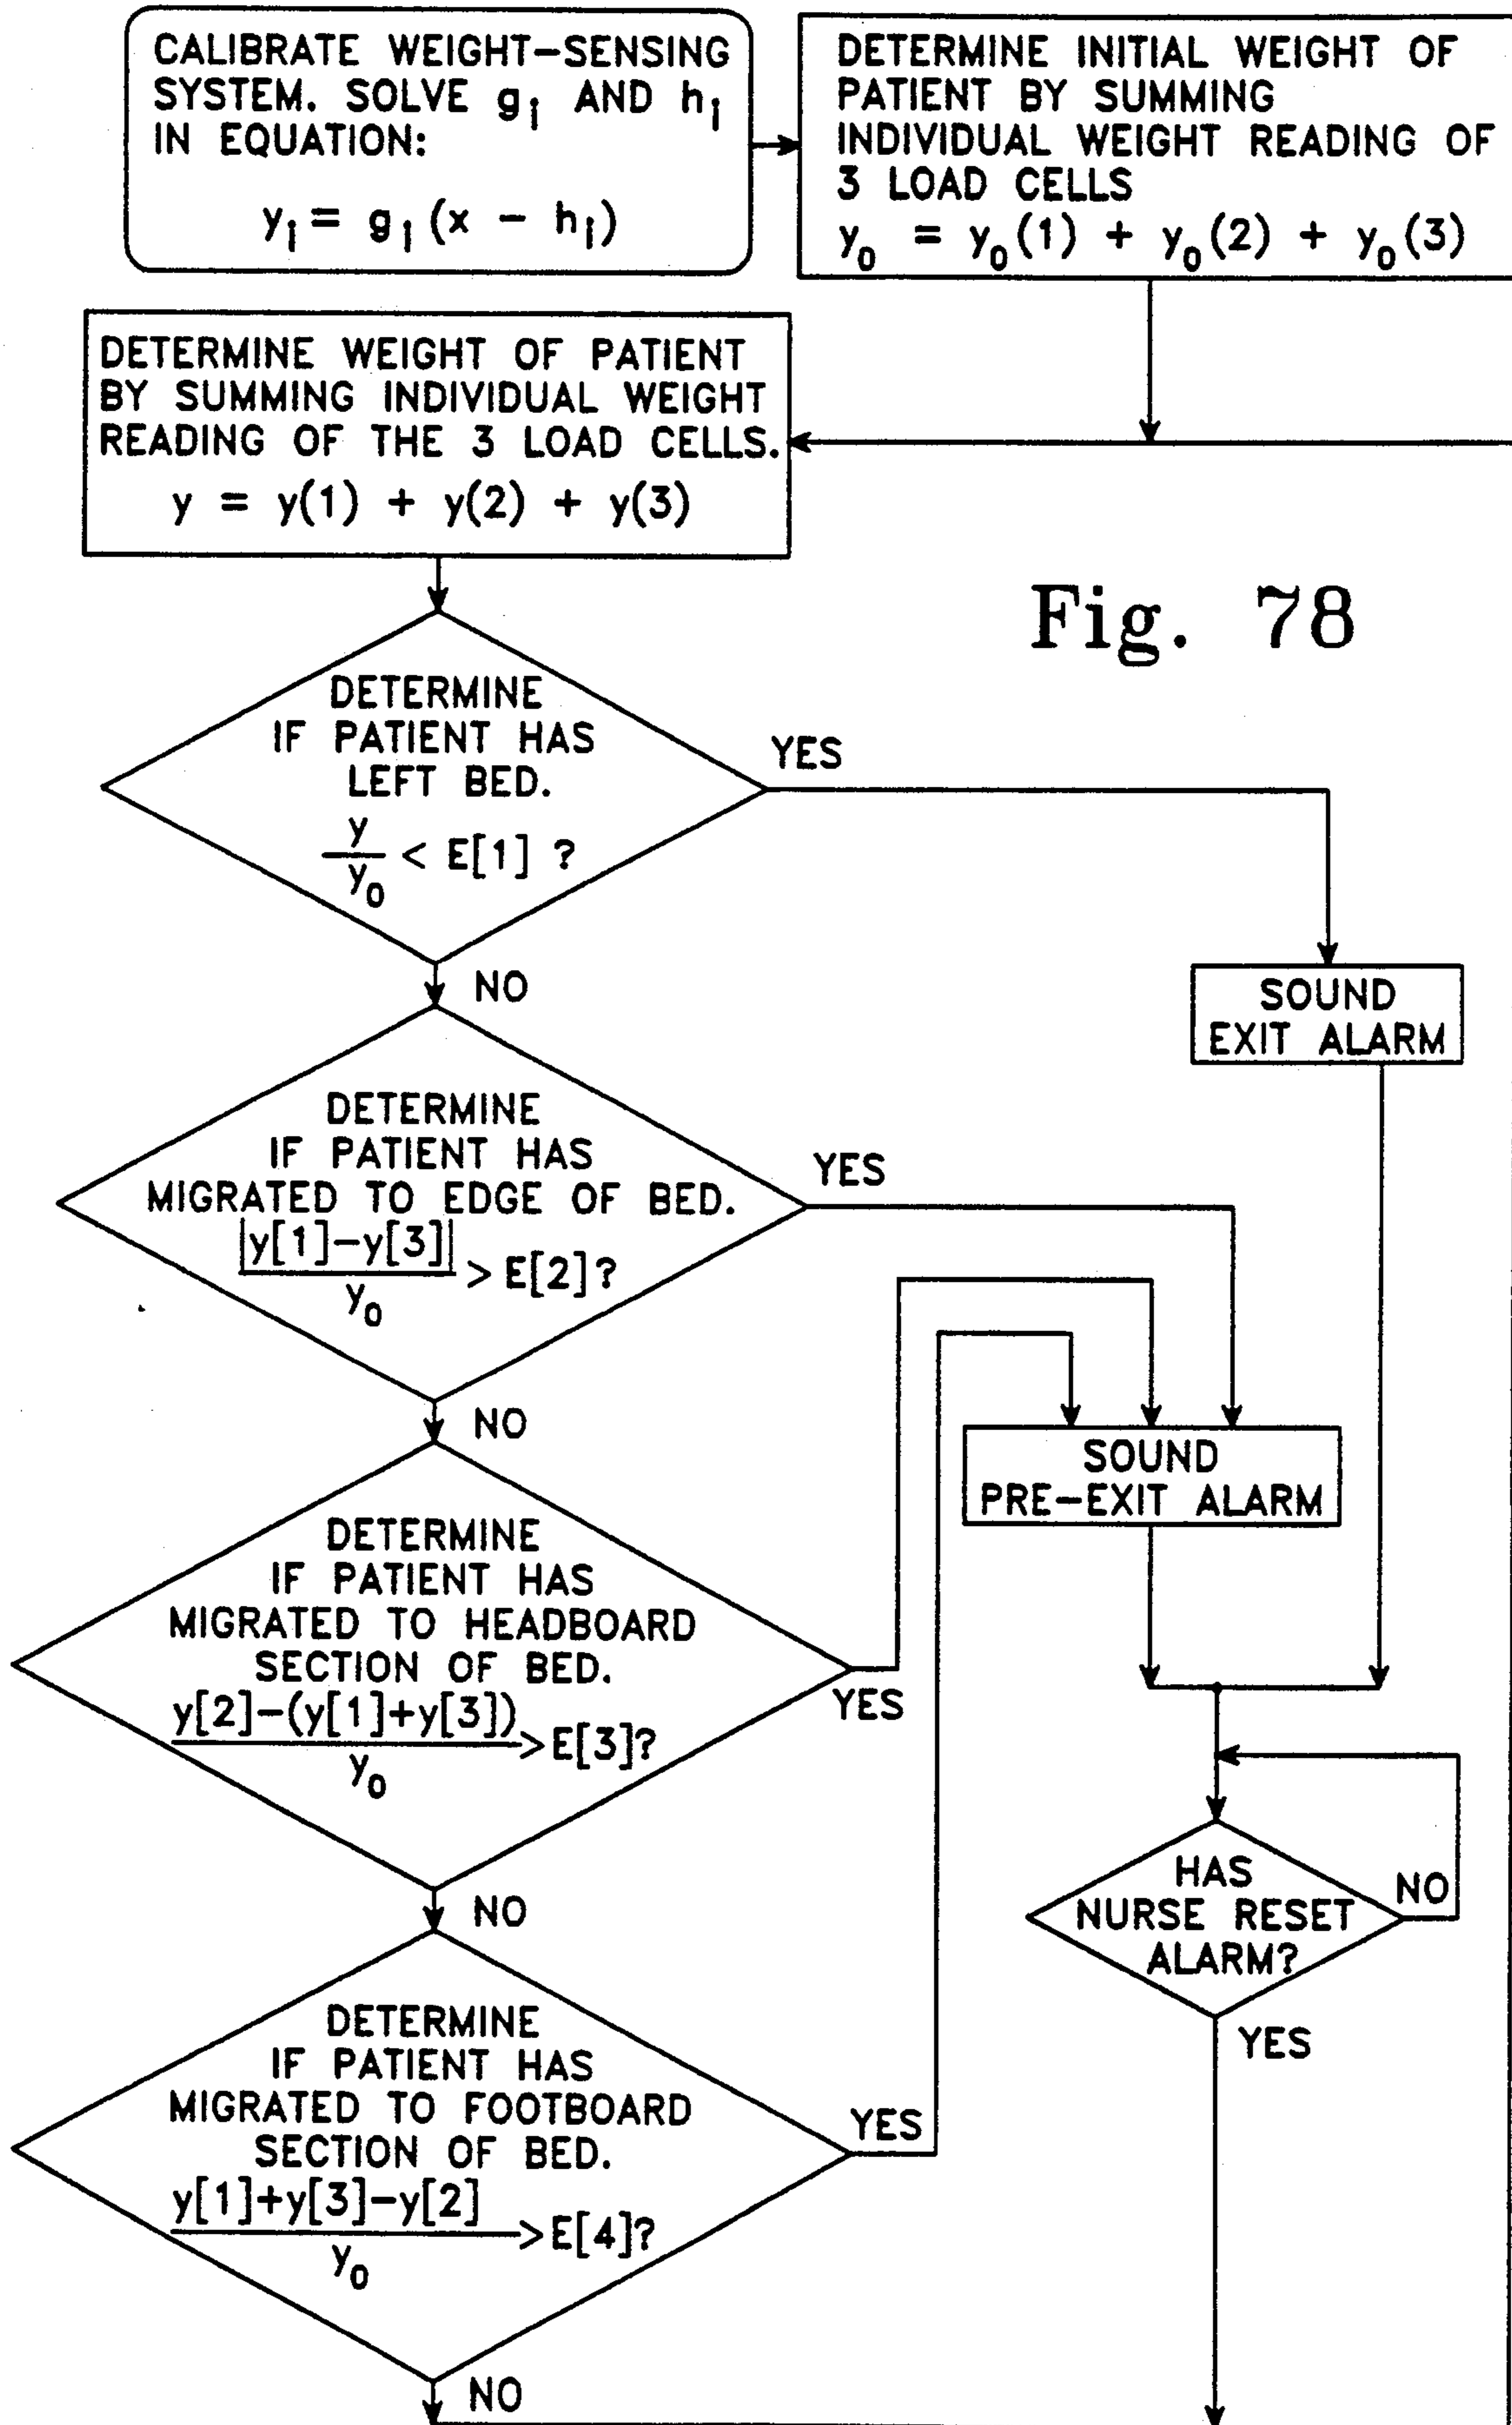 CALIBRATE WEIGHT-SENSING
SYSTEM. SOLVE gᵢ AND hᵢ
IN EQUATION:
yᵢ = gᵢ (x - hᵢ)
DETERMINE INITIAL WEIGHT OF
PATIENT BY SUMMING
INDIVIDUAL WEIGHT READING OF
3 LOAD CELLS
y₀ = y₀(1) + y₀(2) + y₀(3)
DETERMINE WEIGHT OF PATIENT
BY SUMMING INDIVIDUAL WEIGHT
READING OF THE 3 LOAD CELLS.
y = y(1) + y(2) + y(3)
Fig. 78
DETERMINE
IF PATIENT HAS
LEFT BED.
y
< E[1] ?
y₀
YES
NO
SOUND
EXIT ALARM
DETERMINE
IF PATIENT HAS
MIGRATED TO EDGE OF BED.
|y[1]-y[3]|
> E[2]?
y₀
YES
NO
SOUND
PRE-EXIT ALARM
DETERMINE
IF PATIENT HAS
MIGRATED TO HEADBOARD
SECTION OF BED.
y[2]-(y[1]+y[3])
>E[3]?
y₀
YES
NO
HAS
NURSE RESET
ALARM?
NO
YES
DETERMINE
IF PATIENT HAS
MIGRATED TO FOOTBOARD
SECTION OF BED.
y[1]+y[3]-y[2]
>E[4]?
y₀
YES
NO